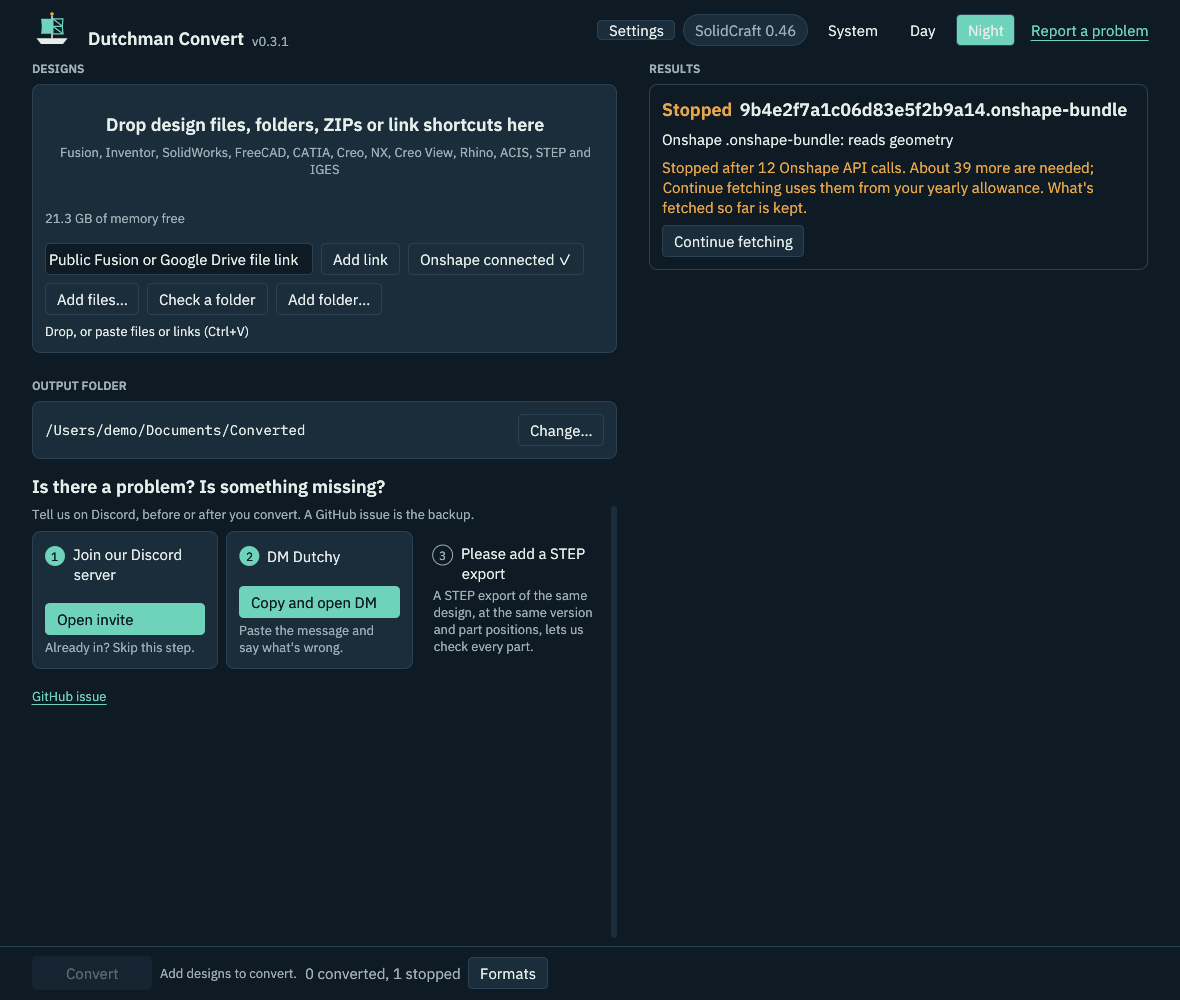 Dutchman Convert v0.3.1
Settings
SolidCraft 0.46
System
Day
Night
Report a problem
DESIGNS
Drop design files, folders, ZIPs or link shortcuts here
Fusion, Inventor, SolidWorks, FreeCAD, CATIA, Creo, NX, Creo View, Rhino, ACIS, STEP and
IGES
21.3 GB of memory free
Public Fusion or Google Drive file link
Add link
Onshape connected ✓
Add files...
Check a folder
Add folder...
Drop, or paste files or links (Ctrl+V)
OUTPUT FOLDER
/Users/demo/Documents/Converted
Change...
Is there a problem? Is something missing?
Tell us on Discord, before or after you convert. A GitHub issue is the backup.
1 Join our Discord
server
Open invite
Already in? Skip this step.
2 DM Dutchy
Copy and open DM
Paste the message and
say what's wrong.
3 Please add a STEP
export
A STEP export of the same
design, at the same version
and part positions, lets us
check every part.
GitHub issue
RESULTS
Stopped 9b4e2f7a1c06d83e5f2b9a14.onshape-bundle
Onshape .onshape-bundle: reads geometry
Stopped after 12 Onshape API calls. About 39 more are needed;
Continue fetching uses them from your yearly allowance. What's
fetched so far is kept.
Continue fetching
Convert
Add designs to convert.
0 converted, 1 stopped
Formats